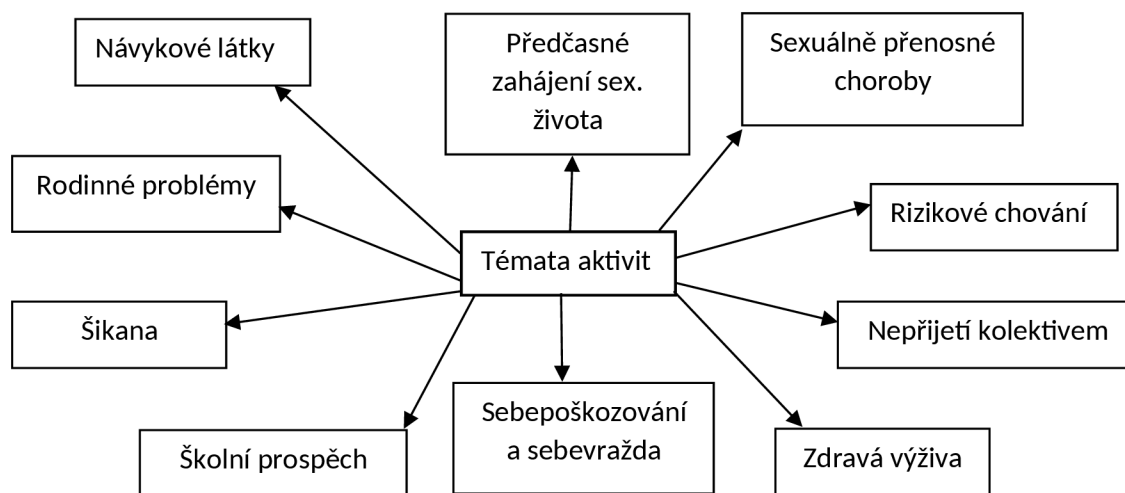 Návykové látky
Předčasné
zahájení sex.
života
Sexuálně přenosné
choroby
Rodinné problémy
Rizikové chování
Témata aktivit
Šikana
Nepřijetí kolektivem
Školní prospěch
Sebepoškozování
a sebevražda
Zdravá výživa